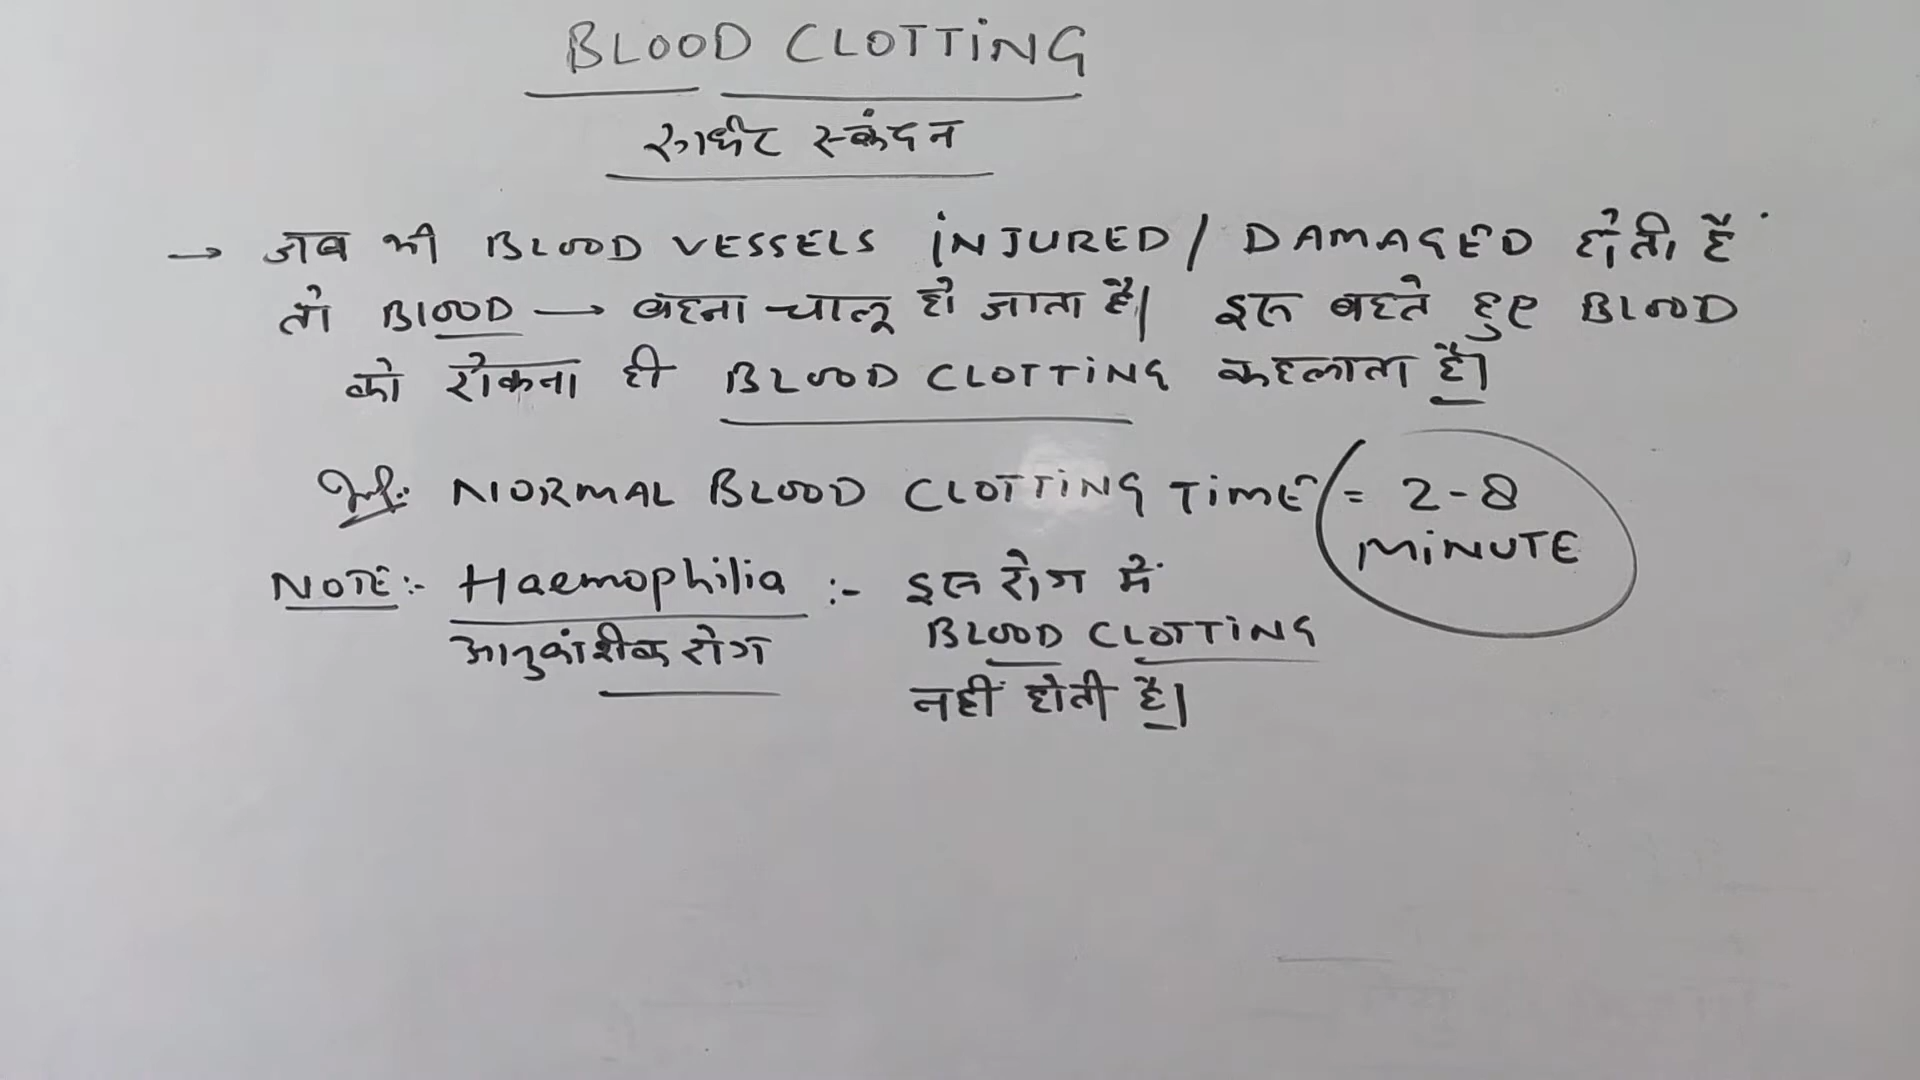 BLOOD CLOTTING
रुधिर स्कंदन
→ जब भी BLOOD VESSELS INJURED / DAMAGED होती है
तो BLOOD → बहना चालू हो जाता है। इस बहते हुए BLOOD
को रोकना ही BLOOD CLOTTING कहलाता है।
NORMAL BLOOD CLOTTING TIME = 2-8
MINUTE
NOTE:- Haemophilia :- इस रोग में
आनुवांशीक रोग BLOOD CLOTTING
नहीं होती है।